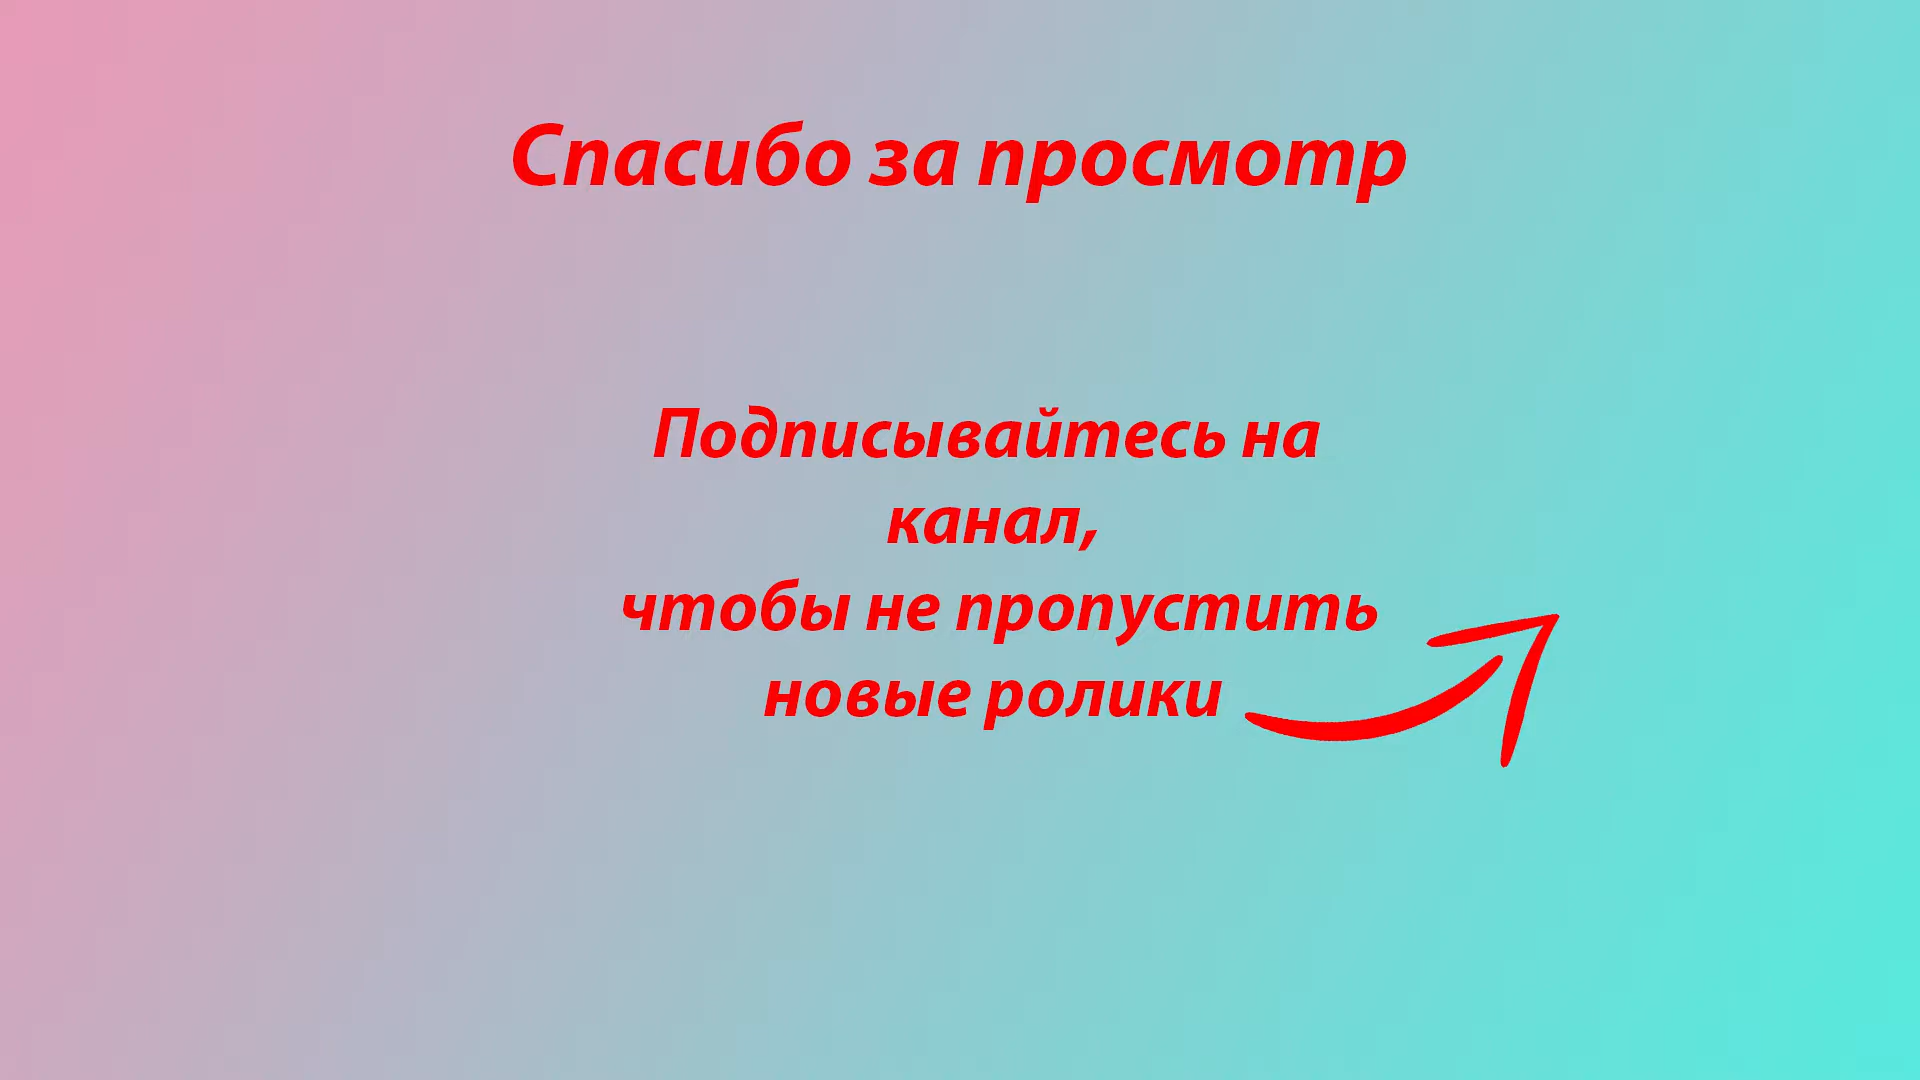 Спасибо за просмотр
Подписывайтесь на
канал,
чтобы не пропустить
новые ролики